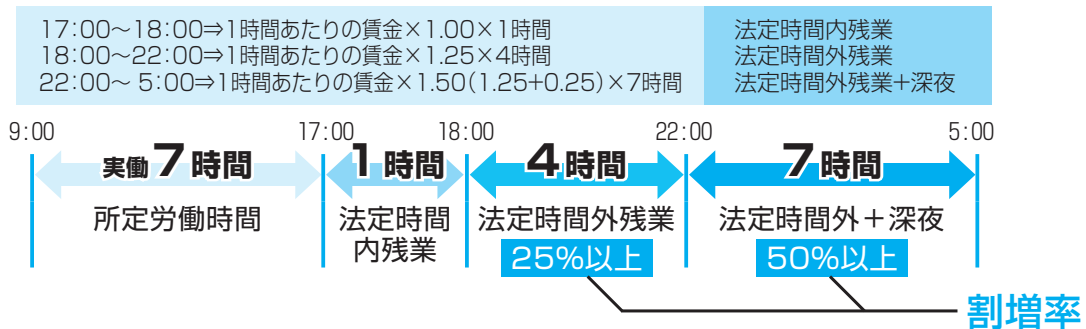 17:00～18:00⇒1時間あたりの賃金×1.00×1時間 法定時間内残業
18:00～22:00⇒1時間あたりの賃金×1.25×4時間 法定時間外残業
22:00～ 5:00⇒1時間あたりの賃金×1.50(1.25+0.25)×7時間 法定時間外残業+深夜
9:00 17:00 18:00 22:00 5:00
実働7時間 1時間 4時間 7時間
所定労働時間 法定時間 法定時間外残業 法定時間外+深夜
内残業 25%以上 50%以上
割増率